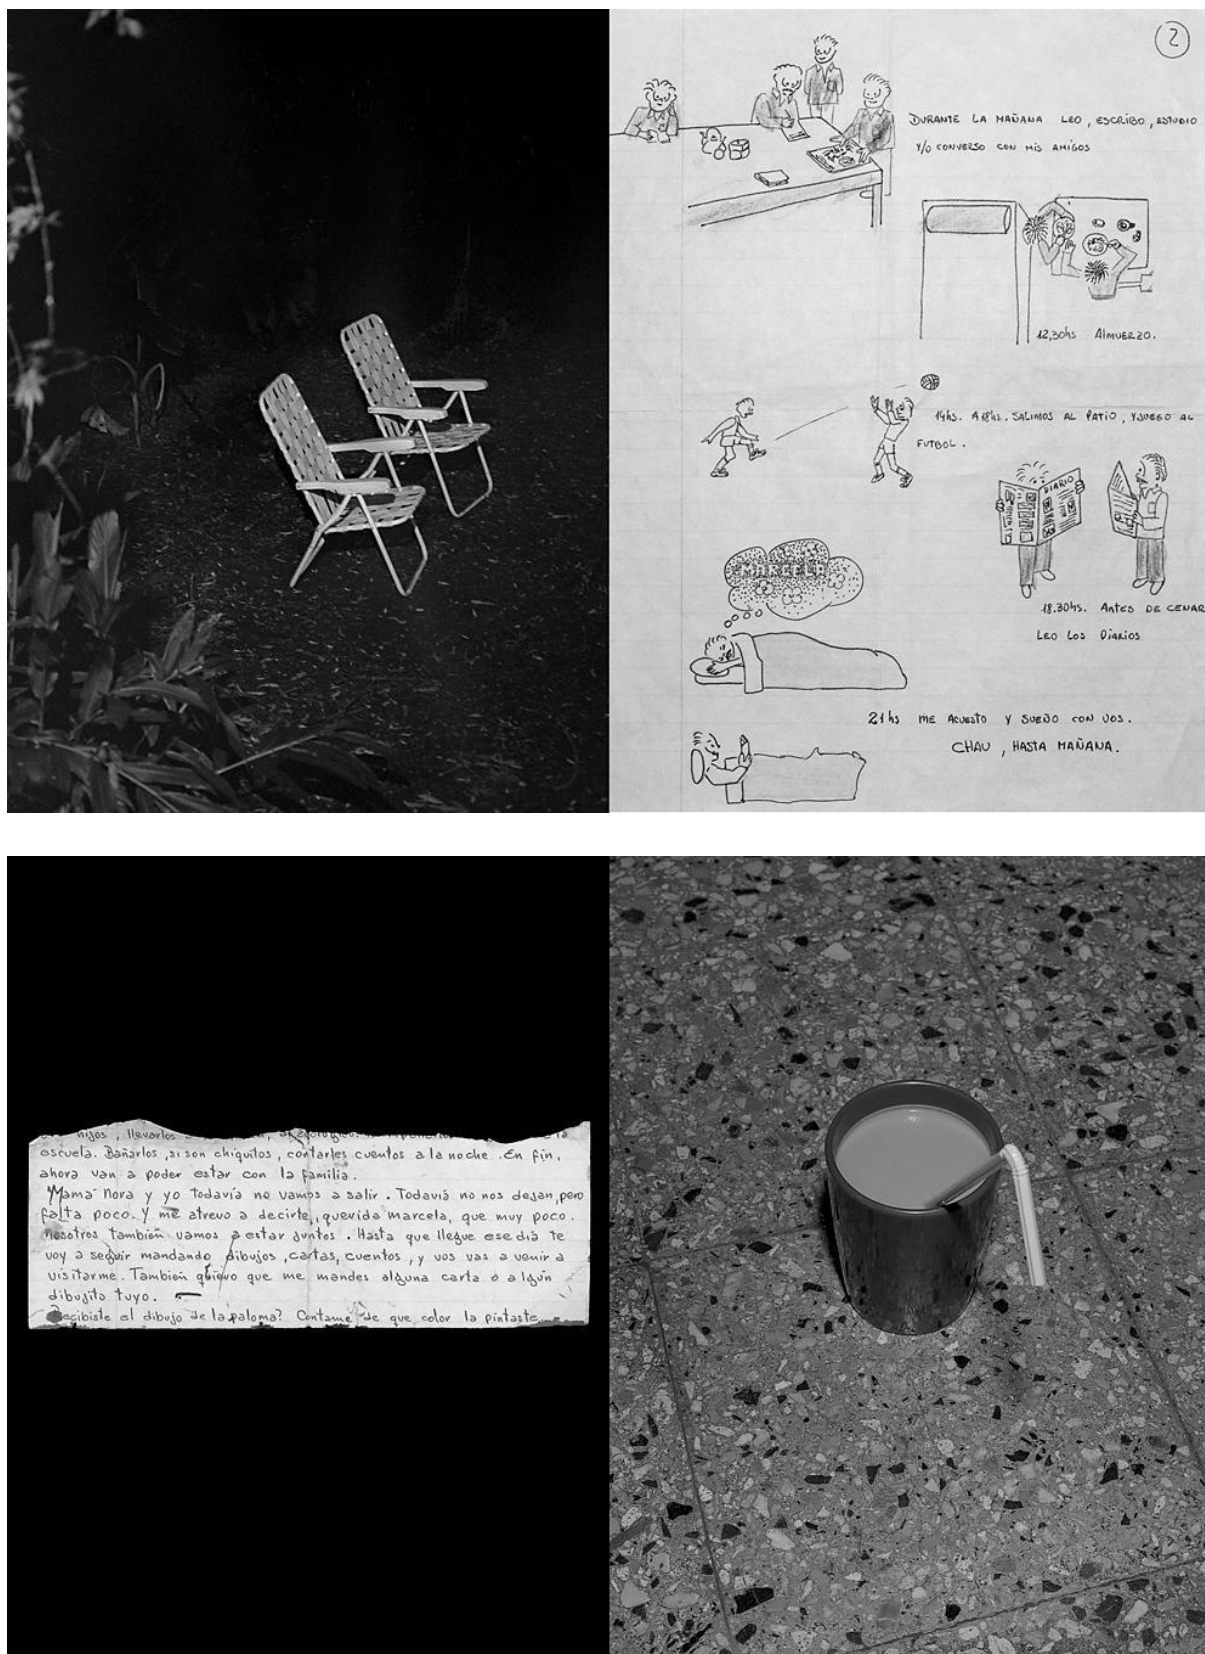 2
DURANTE LA MAÑANA LEO, ESCRIBO, ESTUDIO
Y/O CONVERSO CON MIS AMIGOS
12,30hs ALMUERZO.
14hs. A hs. SALIMOS AL PATIO, Y JUEGO AL
FUTBOL.
DIARIO
MARCELA
18.30hs. ANTES DE CENAR
LEO LOS DIARIOS
21hs ME ACUESTO Y SUEÑO CON VOS.
CHAU, HASTA MAÑANA.
hijos, llevarlos la
escuela. Bañarlos, si son chiquitos, contarles cuentos a la noche. En fin,
ahora van a poder estar con la familia.
Mamá Nora y yo todavía no vamos a salir. Todavía no nos dejan, pero
falta poco. Y me atrevo a decirte, querida marcela, que muy poco.
Nosotros también vamos a estar juntos. Hasta que llegue ese día te
voy a seguir mandando dibujos, cartas, cuentos, y vos vas a venir a
visitarme. También quiero que me mandes alguna carta o algún
dibujito tuyo.
Recibiste el dibujo de la paloma? Contame de que color la pintaste